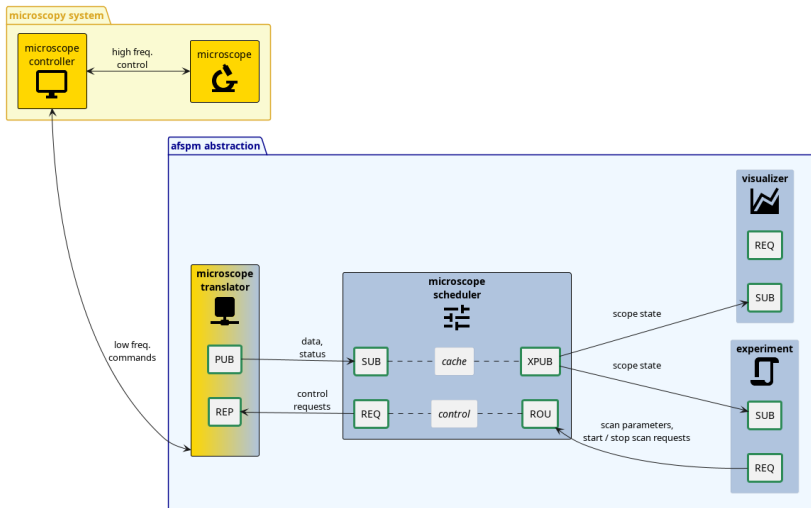 microscopy system
microscope
controller
high freq.
control
microscope
afspm abstraction
visualizer
REQ
SUB
microscope
translator
PUB
REP
low freq.
commands
data,
status
control
requests
microscope
scheduler
SUB
cache
XPUB
REQ
control
ROU
scope state
scope state
scan parameters,
start / stop scan requests
experiment
SUB
REQ